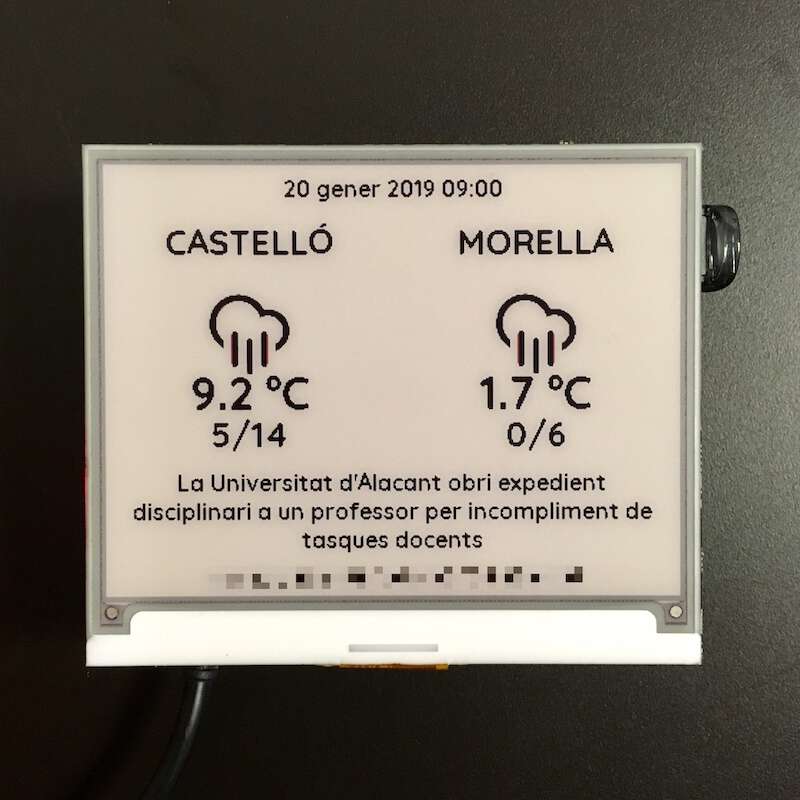 20 gener 2019 09:00
CASTELLÓ
MORELLA
9.2 ºC
1.7 ºC
5/14
0/6
La Universitat d'Alacant obri expedient
disciplinari a un professor per incompliment de
tasques docents